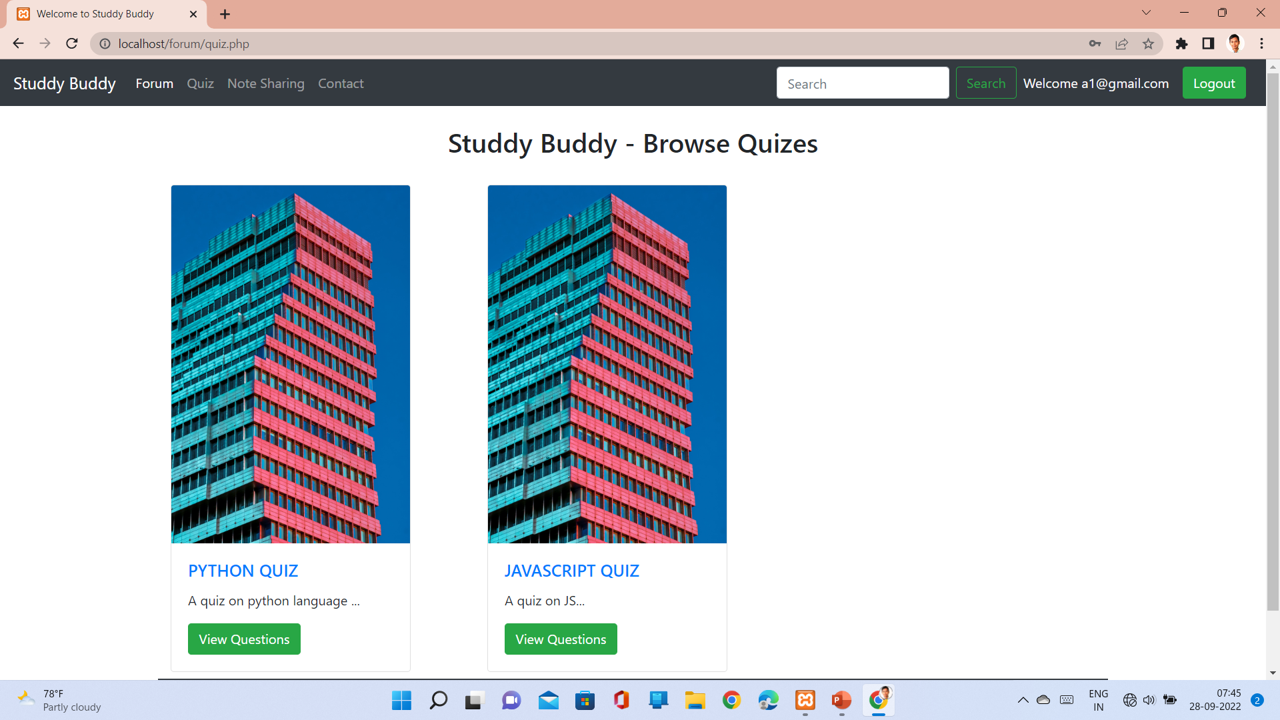 Welcome to Studdy Buddy
localhost/forum/quiz.php
Studdy Buddy Forum Quiz Note Sharing Contact Search Search Welcome a1@gmail.com Logout
Studdy Buddy - Browse Quizes
PYTHON QUIZ
A quiz on python language ...
View Questions
JAVASCRIPT QUIZ
A quiz on JS...
View Questions
78°F
Partly cloudy
ENG
IN
07:45
28-09-2022
2